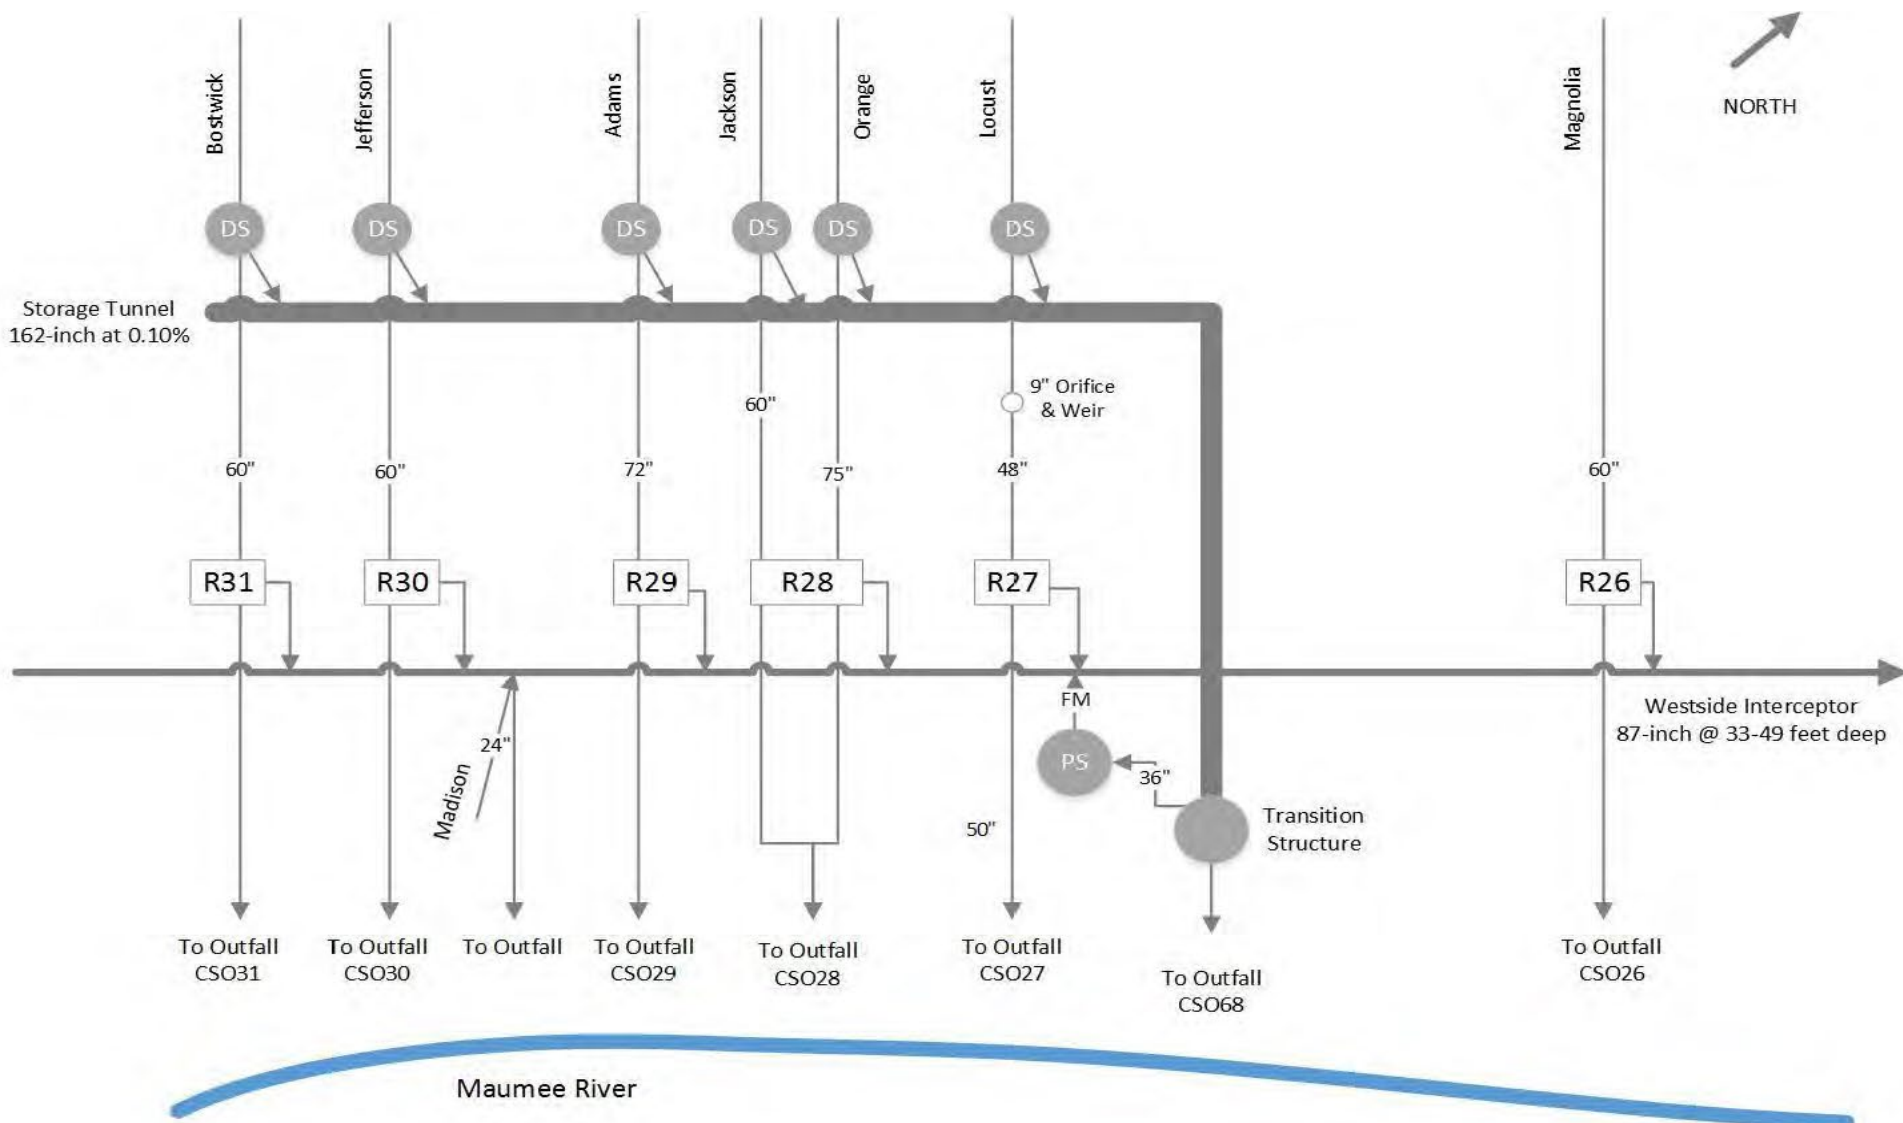 Bostwick
Jefferson
Adams
Jackson
Orange
Locust
Magnolia
NORTH
DS
DS
DS
DS
DS
DS
Storage Tunnel
162-inch at 0.10%
9" Orifice
& Weir
60"
60"
60"
72"
75"
48"
60"
R31
R30
R29
R28
R27
R26
Madison
24"
FM
PS
36"
50"
Transition
Structure
Westside Interceptor
87-inch @ 33-49 feet deep
To Outfall
CSO31
To Outfall
CSO30
To Outfall
To Outfall
CSO29
To Outfall
CSO28
To Outfall
CSO27
To Outfall
CSO68
To Outfall
CSO26
Maumee River